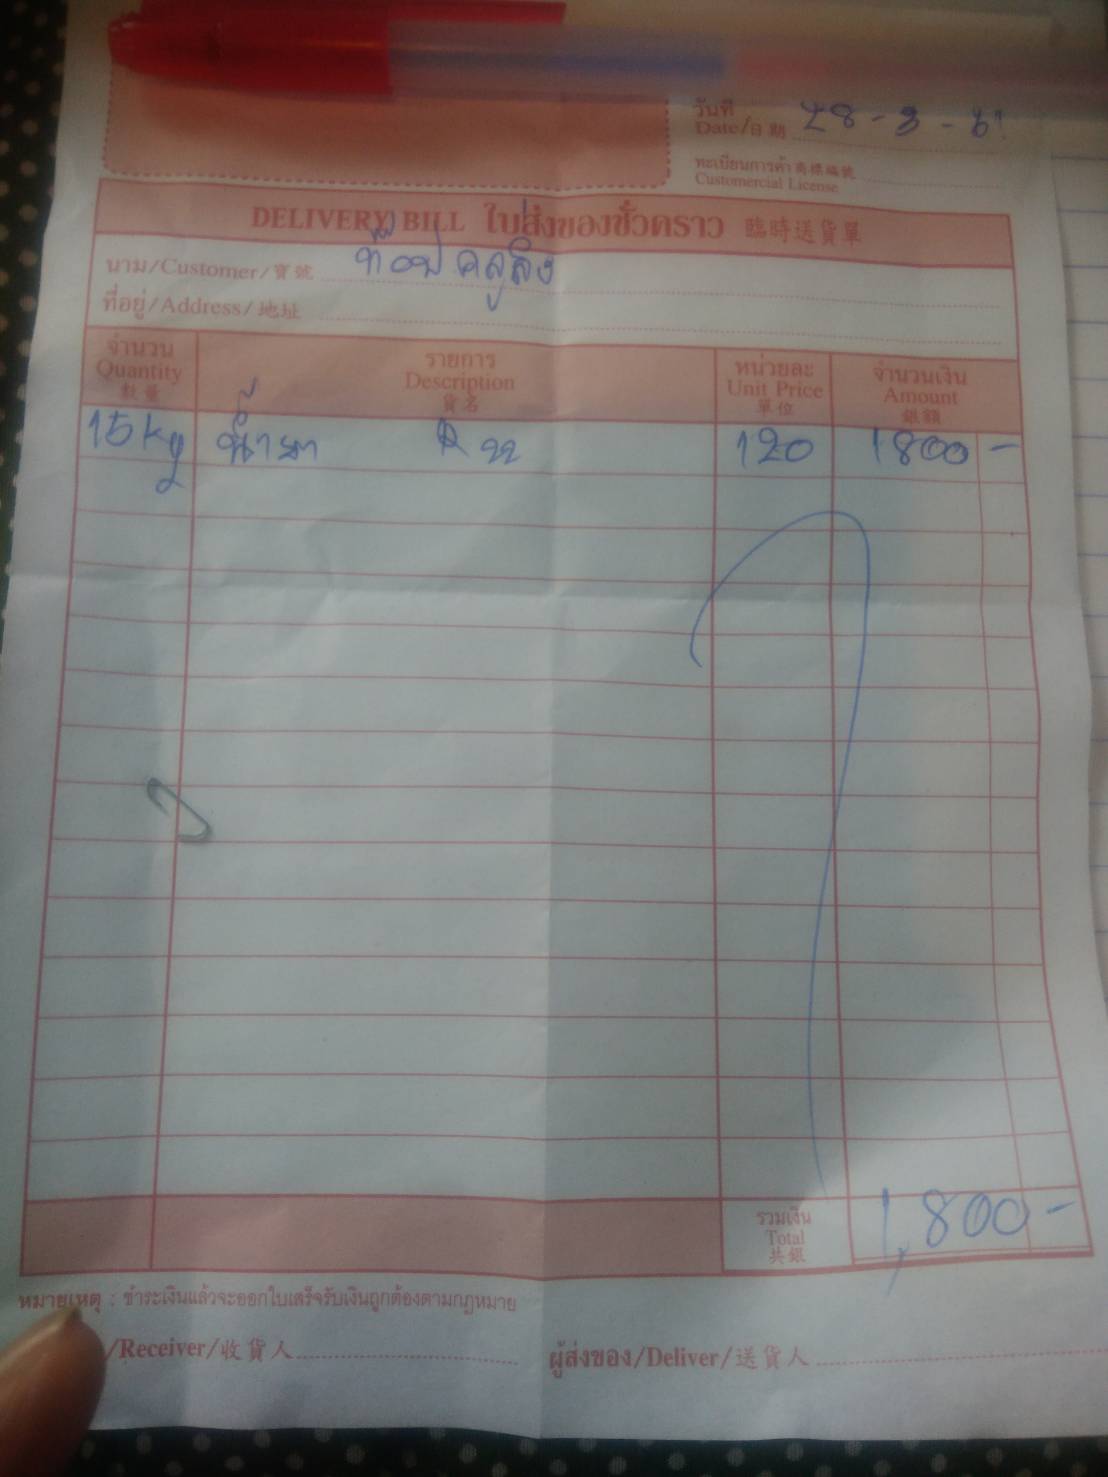 วันที่
Date/日期 28-3-61
ทะเบียนการค้า 商標編號
Customercial License
DELIVERY BILL ใบส่งของชั่วคราว 臨時送貨單
นาม/Customer/寶號 ท๊อป คลูลิ่ง
ที่อยู่/Address/地址
จำนวน รายการ หน่วยละ จำนวนเงิน
Quantity Description Unit Price Amount
數量 貨名 單位 銀額
15 kg น้ำยา R 22 120 1800 -
รวมเงิน
Total 1,800 -
共銀
หมายเหตุ : ชำระเงินแล้วจะออกใบเสร็จรับเงินถูกต้องตามกฎหมาย
/Receiver/收貨人 ผู้ส่งของ/Deliver/送貨人